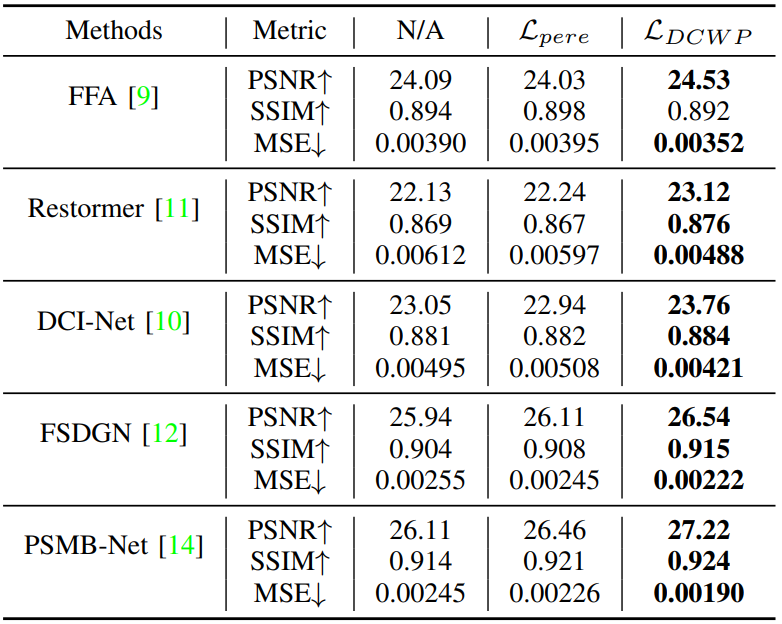 Methods Metric N/A ℒpere ℒDCWP
PSNR↑ 24.09 24.03 24.53
FFA [9] SSIM↑ 0.894 0.898 0.892
MSE↓ 0.00390 0.00395 0.00352
PSNR↑ 22.13 22.24 23.12
Restormer [11] SSIM↑ 0.869 0.867 0.876
MSE↓ 0.00612 0.00597 0.00488
PSNR↑ 23.05 22.94 23.76
DCI-Net [10] SSIM↑ 0.881 0.882 0.884
MSE↓ 0.00495 0.00508 0.00421
PSNR↑ 25.94 26.11 26.54
FSDGN [12] SSIM↑ 0.904 0.908 0.915
MSE↓ 0.00255 0.00245 0.00222
PSNR↑ 26.11 26.46 27.22
PSMB-Net [14] SSIM↑ 0.914 0.921 0.924
MSE↓ 0.00245 0.00226 0.00190